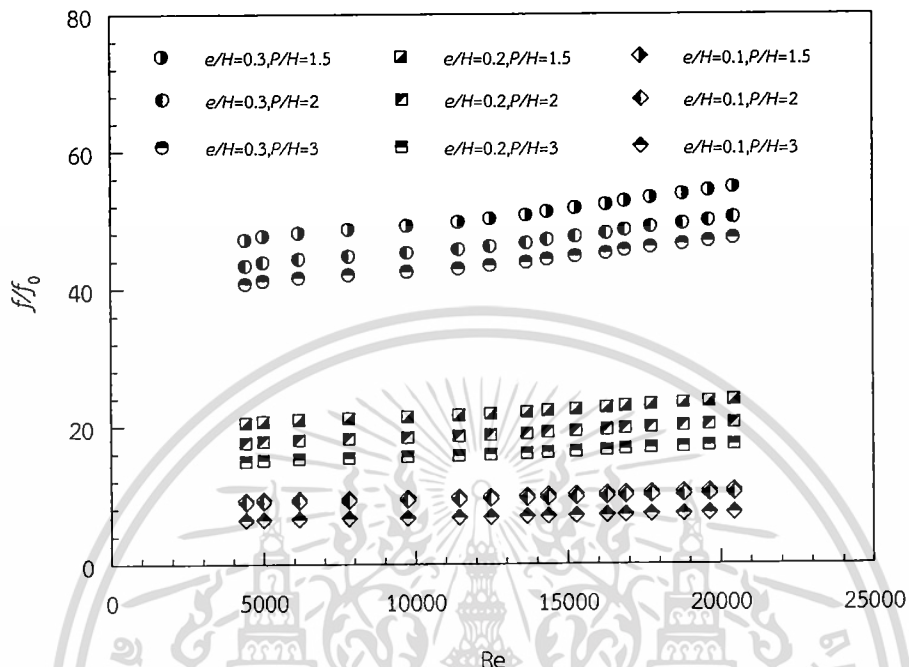 80
e/H=0.3,P/H=1.5 e/H=0.2,P/H=1.5 e/H=0.1,P/H=1.5
e/H=0.3,P/H=2 e/H=0.2,P/H=2 e/H=0.1,P/H=2
e/H=0.3,P/H=3 e/H=0.2,P/H=3 e/H=0.1,P/H=3
60
40
f/f0
20
0
0 5000 10000 15000 20000 25000
Re